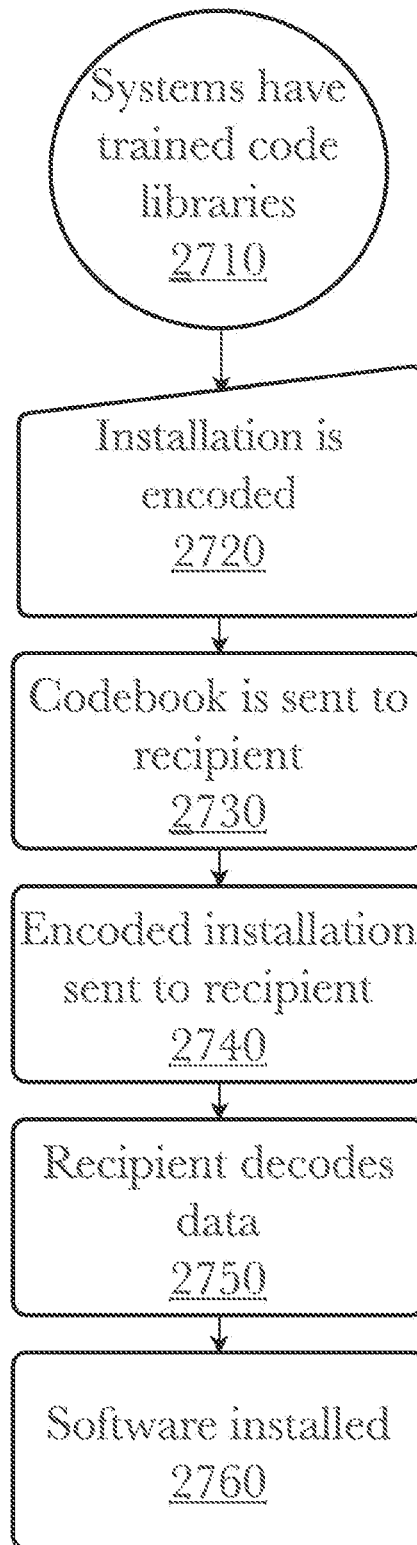 Systems have
trained code
libraries
2710
Installation is
encoded
2720
Codebook is sent to
recipient
2730
Encoded installation
sent to recipient
2740
Recipient decodes
data
2750
Software installed
2760